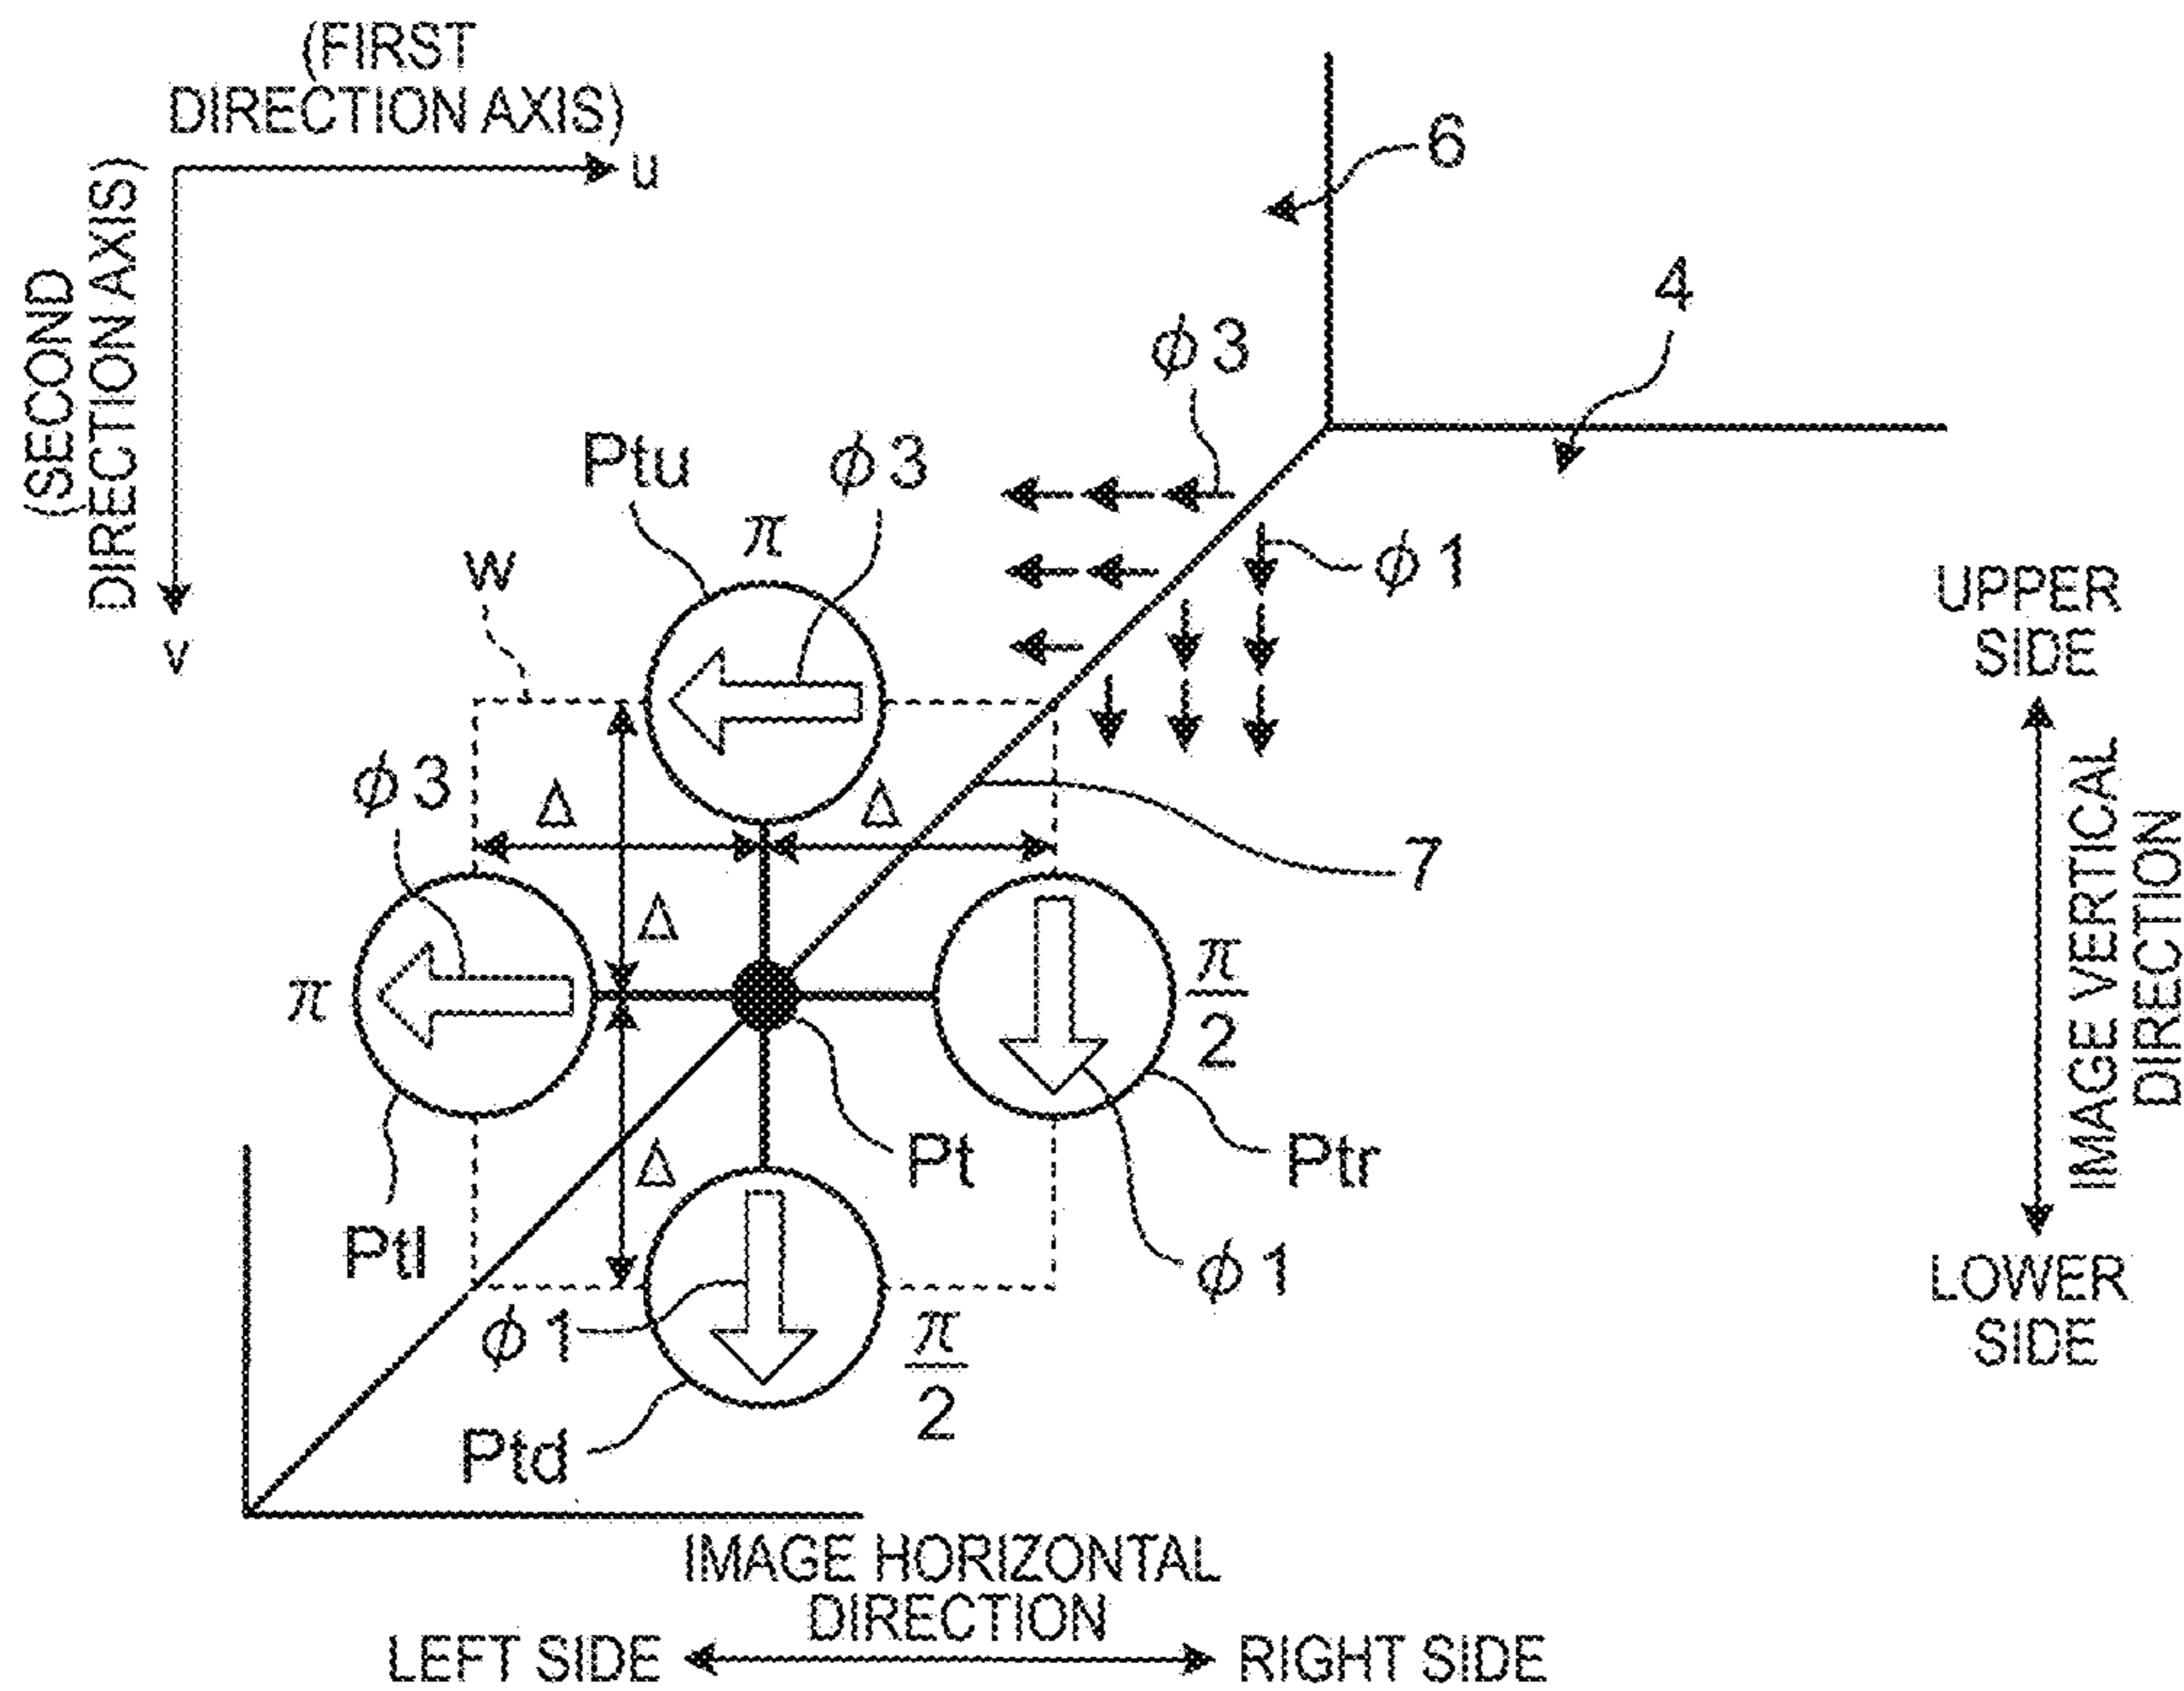 (FIRST
DIRECTION AXIS)
u
(SECOND
DIRECTION AXIS)
v
6
4
ϕ3
Ptu
ϕ3
π
w
ϕ1
UPPER
SIDE
ϕ3
Δ
Δ
7
IMAGE VERTICAL
DIRECTION
Δ
π
π
2
Pt
Ptr
Δ
Ptl
ϕ1
LOWER
SIDE
ϕ1
π
2
Ptd
IMAGE HORIZONTAL
DIRECTION
LEFT SIDE
RIGHT SIDE